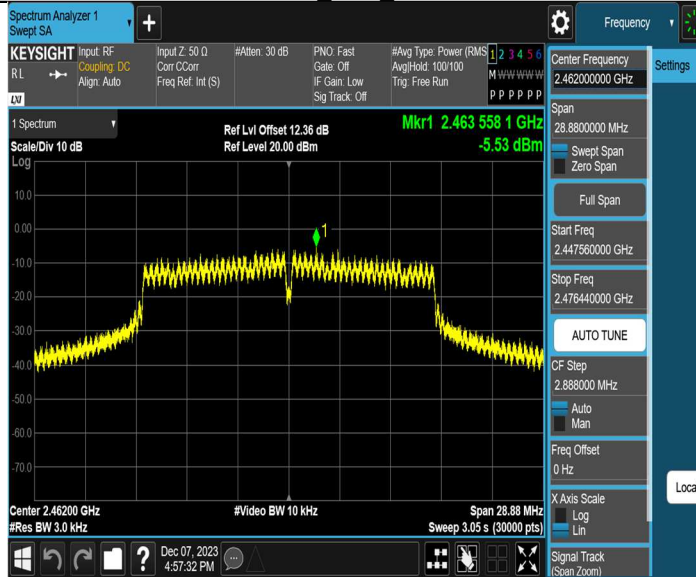 Spectrum Analyzer 1
Swept SA
Frequency
KEYSIGHT
RL
LXI
Input: RF
Coupling: DC
Align: Auto
Input Z: 50 Ω
Corr CCorr
Freq Ref: Int (S)
#Atten: 30 dB
PNO: Fast
Gate: Off
IF Gain: Low
Sig Track: Off
#Avg Type: Power (RMS
Avg|Hold: 100/100
Trig: Free Run
1 2 3 4 5 6
M W W W W W
P P P P P P
1 Spectrum
Scale/Div 10 dB
Log
Ref Lvl Offset 12.36 dB
Ref Level 20.00 dBm
Mkr1 2.463 558 1 GHz
-5.53 dBm
10.0
0.00
-10.0
-20.0
-30.0
-40.0
-50.0
-60.0
-70.0
1
Center 2.46200 GHz
#Res BW 3.0 kHz
#Video BW 10 kHz
Span 28.88 MHz
Sweep 3.05 s (30000 pts)
Dec 07, 2023
4:57:32 PM
Center Frequency
2.462000000 GHz
Span
28.8800000 MHz
Swept Span
Zero Span
Full Span
Start Freq
2.447560000 GHz
Stop Freq
2.476440000 GHz
AUTO TUNE
CF Step
2.888000 MHz
Auto
Man
Freq Offset
0 Hz
X Axis Scale
Log
Lin
Signal Track
(Span Zoom)
Settings
Loca